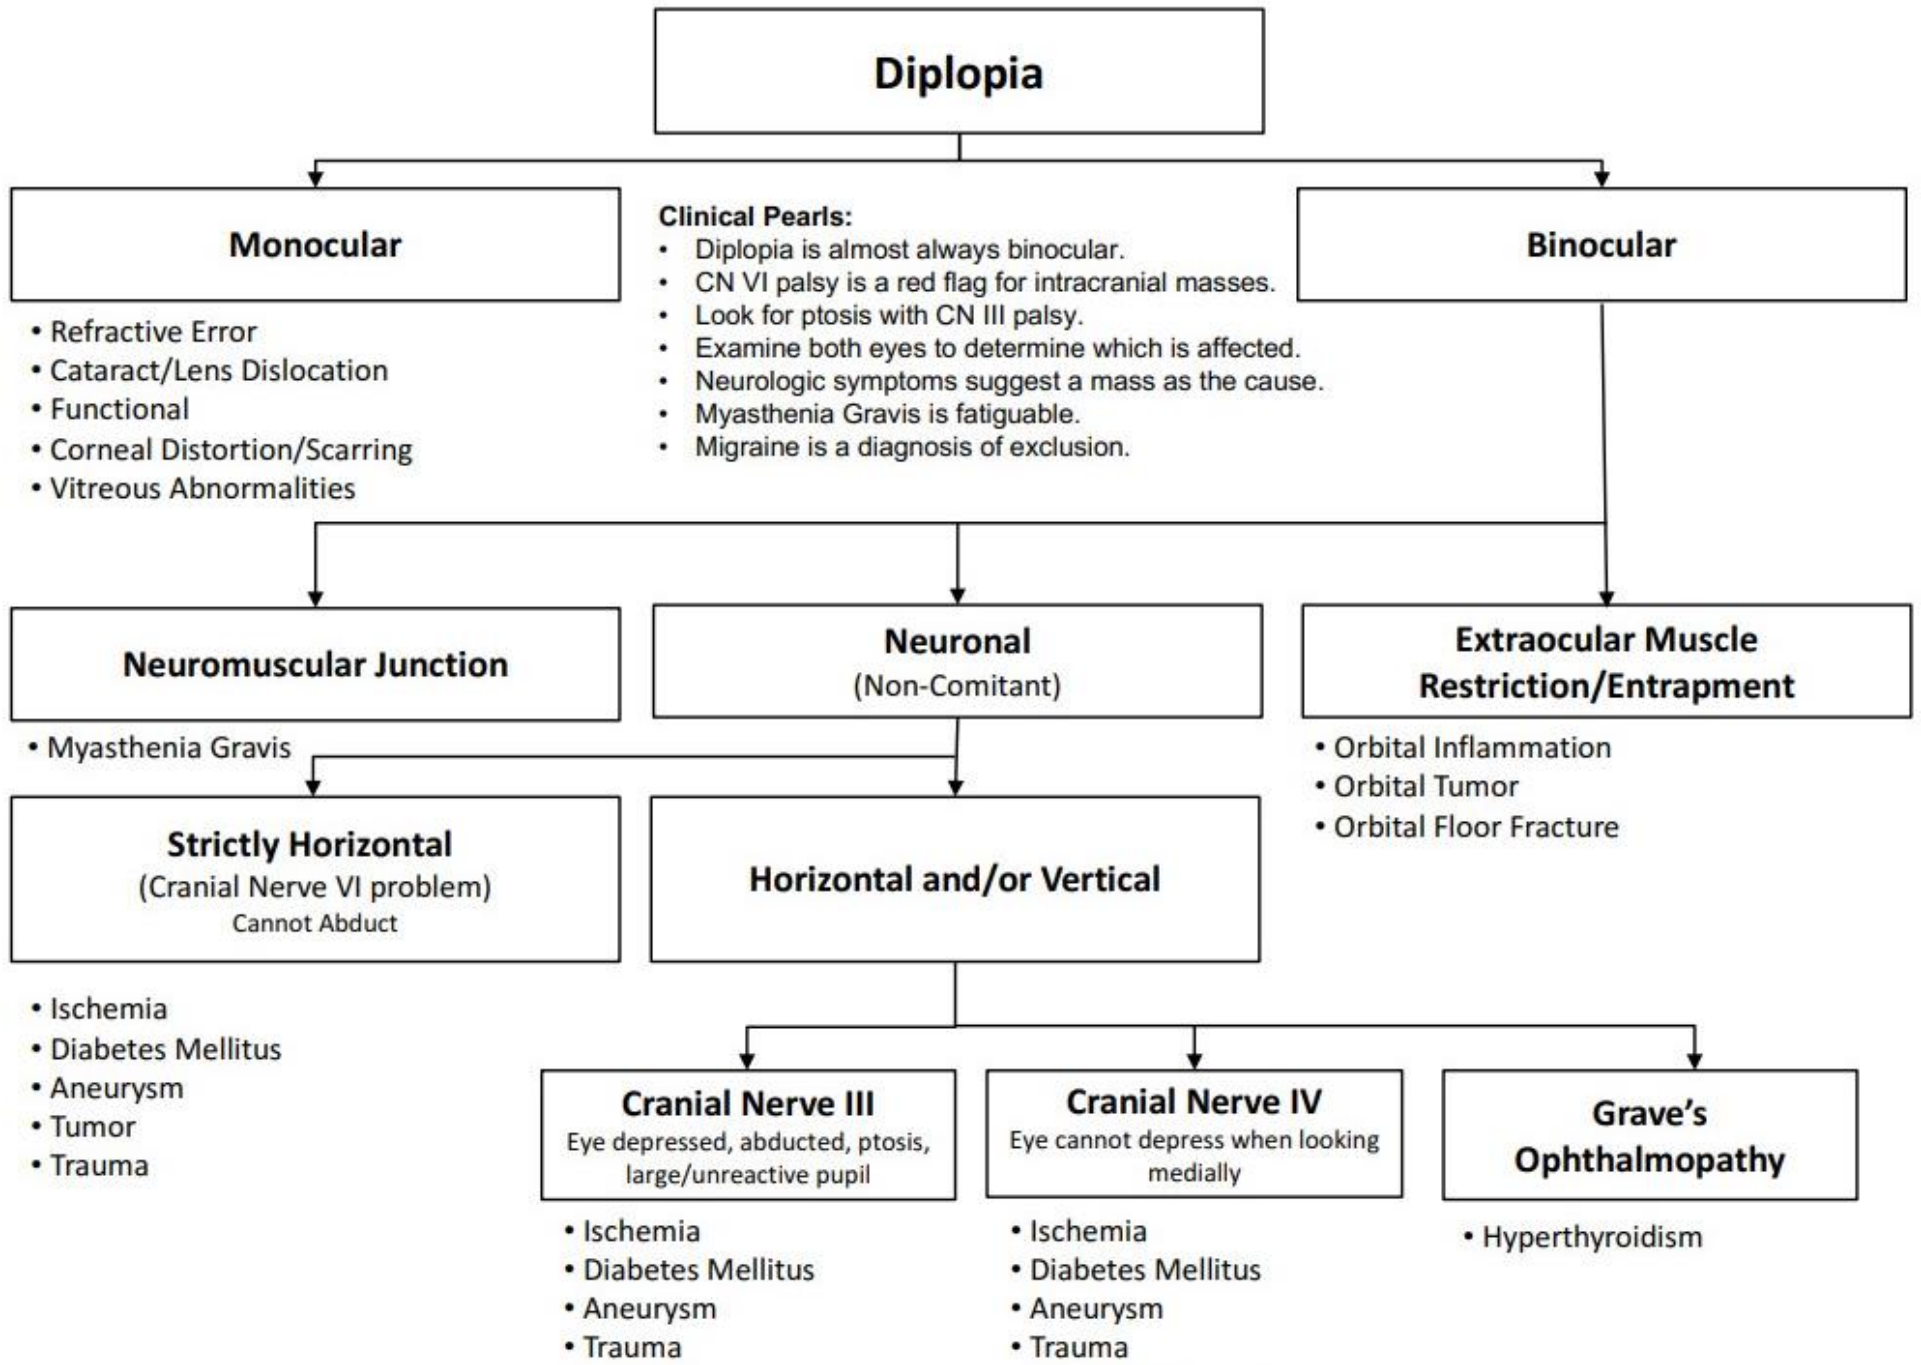 Diplopia
Monocular
• Refractive Error
• Cataract/Lens Dislocation
• Functional
• Corneal Distortion/Scarring
• Vitreous Abnormalities
Clinical Pearls:
• Diplopia is almost always binocular.
• CN VI palsy is a red flag for intracranial masses.
• Look for ptosis with CN III palsy.
• Examine both eyes to determine which is affected.
• Neurologic symptoms suggest a mass as the cause.
• Myasthenia Gravis is fatiguable.
• Migraine is a diagnosis of exclusion.
Binocular
Neuromuscular Junction
• Myasthenia Gravis
Neuronal
(Non-Comitant)
Extraocular Muscle
Restriction/Entrapment
• Orbital Inflammation
• Orbital Tumor
• Orbital Floor Fracture
Strictly Horizontal
(Cranial Nerve VI problem)
Cannot Abduct
• Ischemia
• Diabetes Mellitus
• Aneurysm
• Tumor
• Trauma
Horizontal and/or Vertical
Cranial Nerve III
Eye depressed, abducted, ptosis,
large/unreactive pupil
• Ischemia
• Diabetes Mellitus
• Aneurysm
• Trauma
Cranial Nerve IV
Eye cannot depress when looking
medially
• Ischemia
• Diabetes Mellitus
• Aneurysm
• Trauma
Grave’s
Ophthalmopathy
• Hyperthyroidism